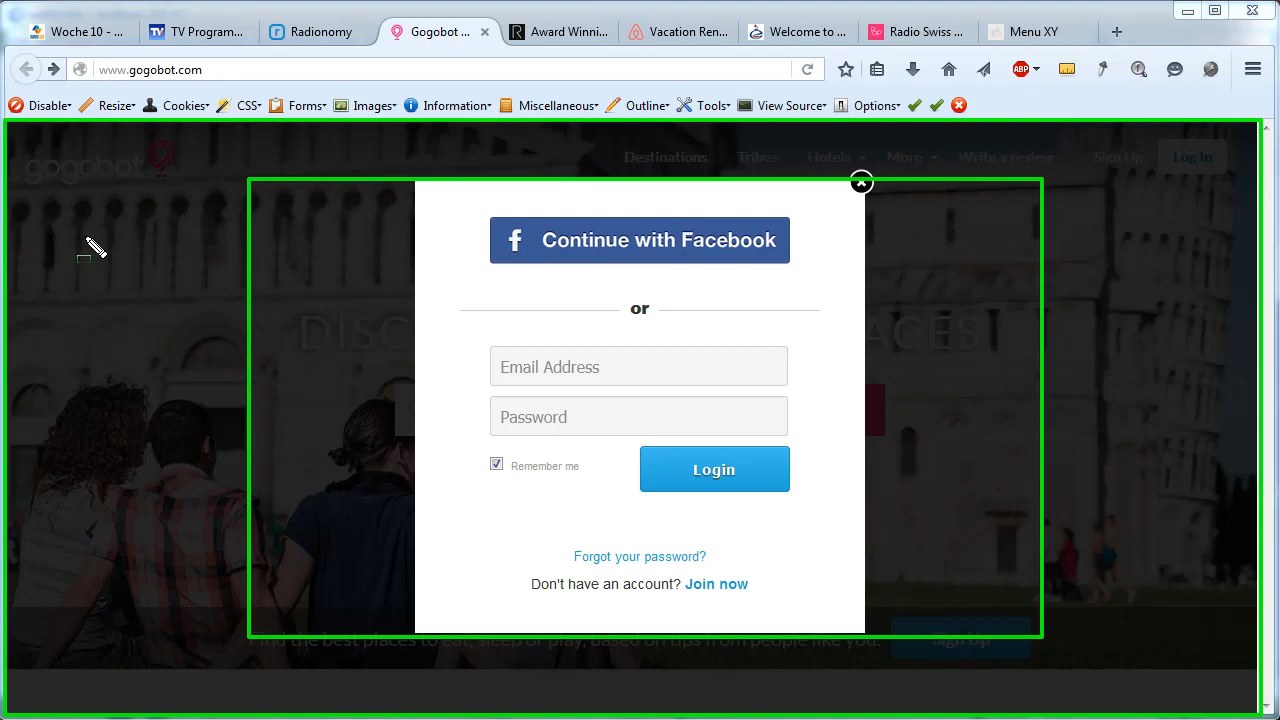 Woche 10 - ...
TV Program...
Radionomy
Gogobot ...
Award Winni...
Vacation Ren...
Welcome to ...
Radio Swiss ...
MenuXY
www.gogobot.com
ABP
Disable
Resize
Cookies
CSS
Forms
Images
Information
Miscellaneous
Outline
Tools
View Source
Options
gogobot
Destinations
Tribes
Hotels
More
Write a review
Sign Up
Log In
Continue with Facebook
or
Email Address
Password
Remember me
Login
Forgot your password?
Don't have an account? Join now
DISC
ACES
Find the best places to eat, sleep or play, based on tips from people like you.
Sign Up